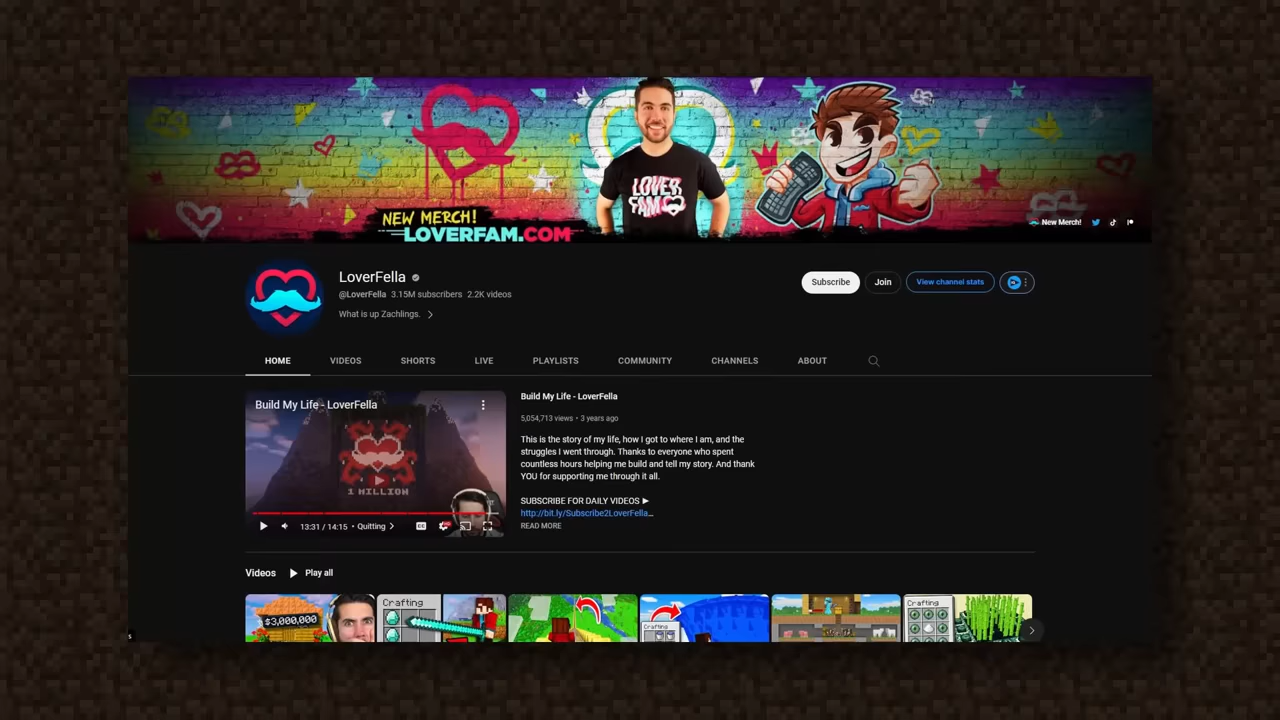 LOVER
FAM
NEW MERCH!
LOVERFAM.COM
New Merch!
LoverFella
@LoverFella 3.15M subscribers 2.2K videos
What is up Zachlings.
Subscribe
Join
View channel stats
HOME
VIDEOS
SHORTS
LIVE
PLAYLISTS
COMMUNITY
CHANNELS
ABOUT
Build My Life - LoverFella
1 MILLION
13:31 / 14:15 • Quitting
CC
Build My Life - LoverFella
5,054,713 views • 3 years ago
This is the story of my life, how I got to where I am, and the
struggles I went through. Thanks to everyone who spent
countless hours helping me build and tell my story. And thank
YOU for supporting me through it all.
SUBSCRIBE FOR DAILY VIDEOS ►
http://bit.ly/Subscribe2LoverFella...
READ MORE
Videos
Play all
$3,000,000
Crafting
Crafting
Crafting
s